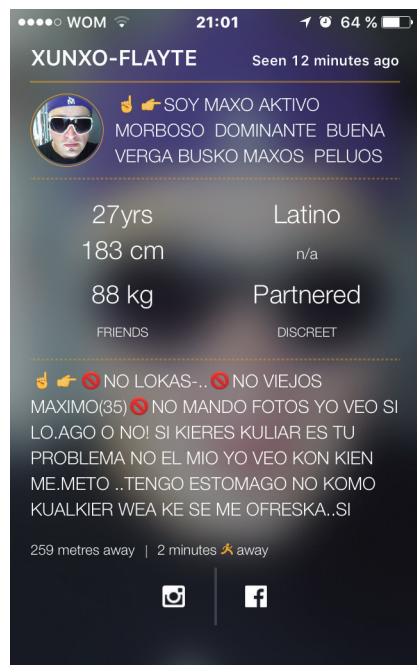 WOM 21:01 64 %
XUNXO-FLAYTE Seen 12 minutes ago
☝👉SOY MAXO AKTIVO
MORBOSO DOMINANTE BUENA
VERGA BUSKO MAXOS PELUOS
27yrs Latino
183 cm n/a
88 kg Partnered
FRIENDS DISCREET
☝👉🚫NO LOKAS-..🚫NO VIEJOS
MAXIMO(35)🚫NO MANDO FOTOS YO VEO SI
LO.AGO O NO! SI KIERES KULIAR ES TU
PROBLEMA NO EL MIO YO VEO KON KIEN
ME.METO ..TENGO ESTOMAGO NO KOMO
KUALKIER WEA KE SE ME OFRESKA..SI
259 metres away | 2 minutes 🏃 away